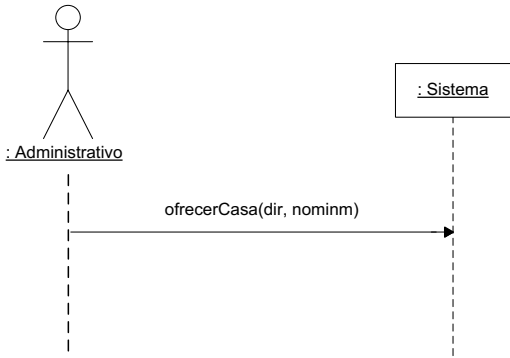 : Sistema
: Administrativo
ofrecerCasa(dir, nominm)